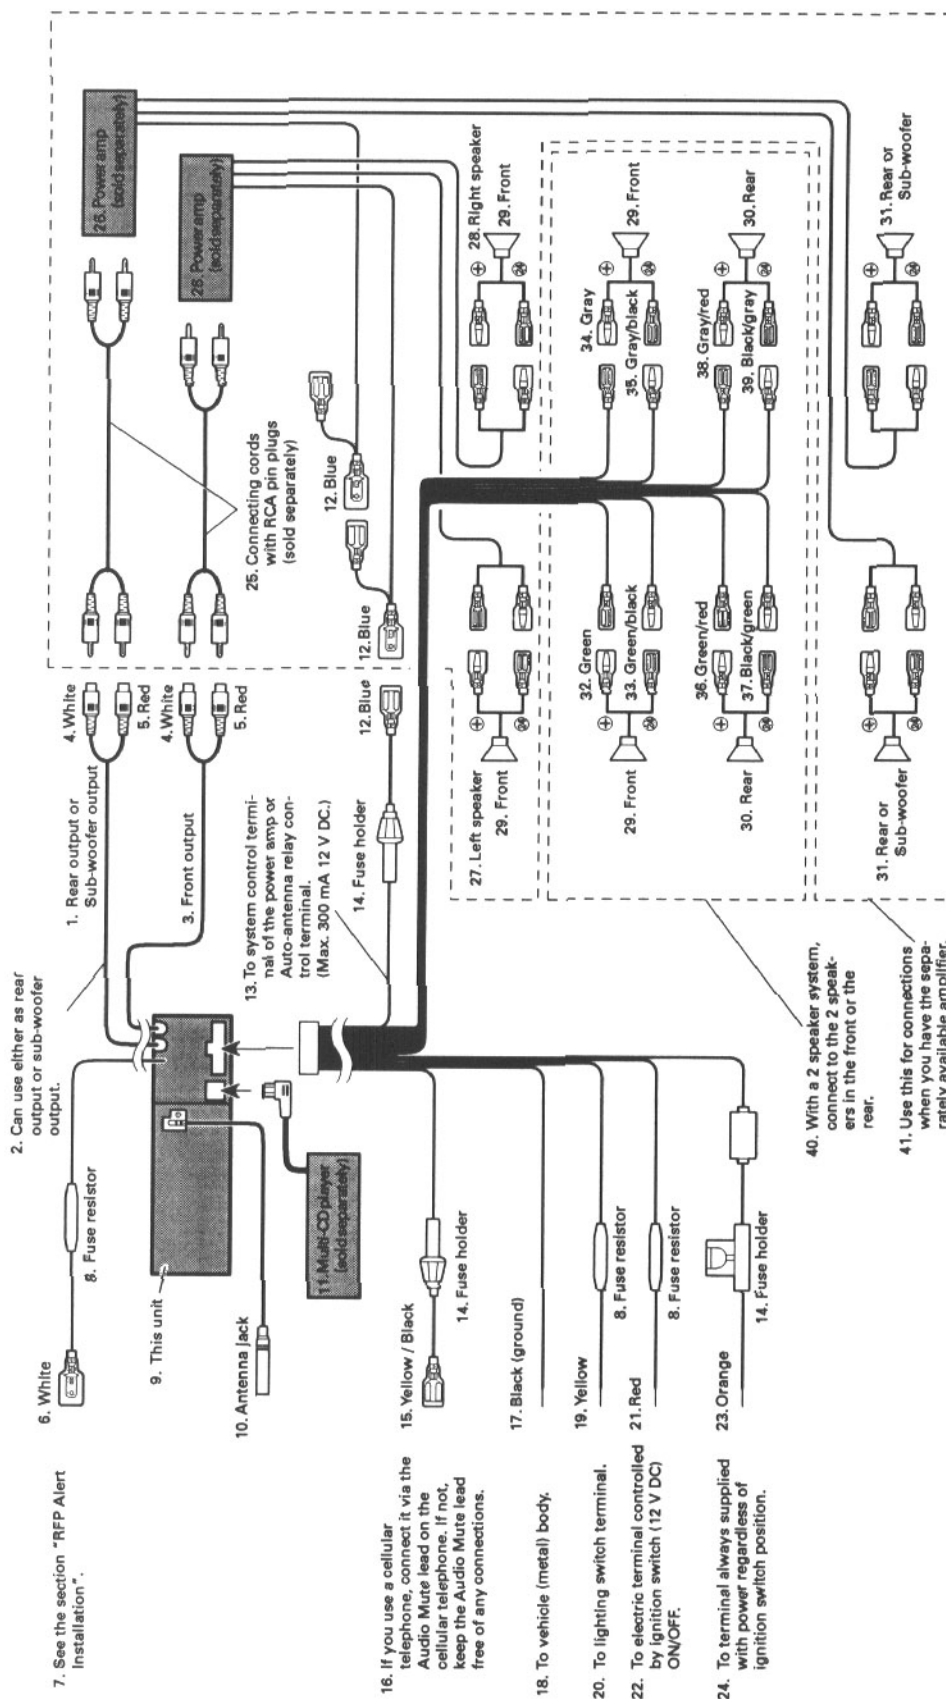 1. Rear output or
Sub-woofer output
2. Can use either as rear
output or sub-woofer
output.
3. Front output
4. White
5. Red
4. White
5. Red
6. White
7. See the section "RFP Alert
Installation".
8. Fuse resistor
9. This unit
10. Antenna jack
11. Multi-CD player
(sold separately)
12. Blue
12. Blue
12. Blue
13. To system control termi-
nal of the power amp or
Auto-antenna relay con-
trol terminal.
(Max. 300 mA 12 V DC.)
14. Fuse holder
15. Yellow / Black
14. Fuse holder
16. If you use a cellular
telephone, connect it via the
Audio Mute lead on the
cellular telephone. If not,
keep the Audio Mute lead
free of any connections.
17. Black (ground)
18. To vehicle (metal) body.
19. Yellow
8. Fuse resistor
20. To lighting switch terminal.
21. Red
8. Fuse resistor
22. To electric terminal controlled
by ignition switch (12 V DC)
ON/OFF.
23. Orange
14. Fuse holder
24. To terminal always supplied
with power regardless of
ignition switch position.
25. Connecting cords
with RCA pin plugs
(sold separately)
26. Power amp
(sold separately)
26. Power amp
(sold separately)
27. Left speaker
29. Front
28. Right speaker
29. Front
⊕
24
⊕
24
32. Green
33. Green/black
29. Front
34. Gray
35. Gray/black
29. Front
⊕
24
⊕
24
36. Green/red
37. Black/green
30. Rear
38. Gray/red
39. Black/gray
30. Rear
⊕
24
⊕
24
31. Rear or
Sub-woofer
31. Rear or
Sub-woofer
⊕
24
⊕
24
40. With a 2 speaker system,
connect to the 2 speak-
ers in the front or the
rear.
41. Use this for connections
when you have the sepa-
rately available amplifier.